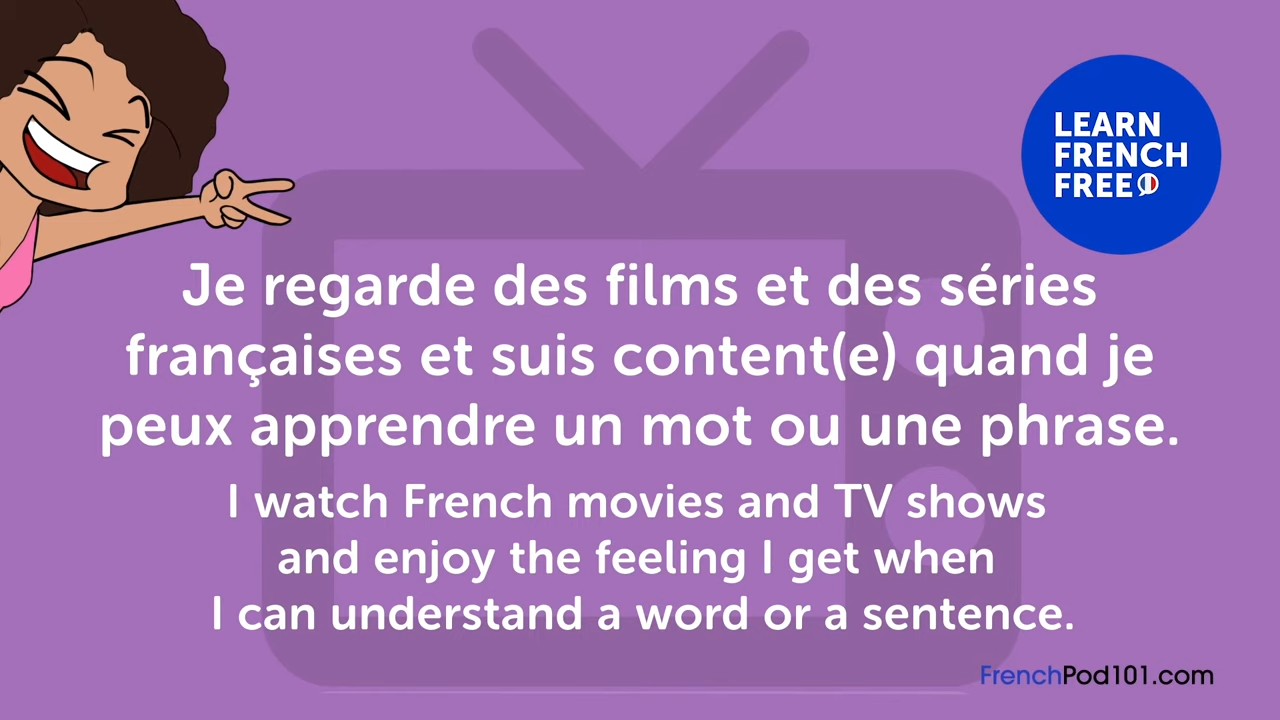 LEARN
FRENCH
FREE
Je regarde des films et des séries
françaises et suis content(e) quand je
peux apprendre un mot ou une phrase.
I watch French movies and TV shows
and enjoy the feeling I get when
I can understand a word or a sentence.
FrenchPod101.com